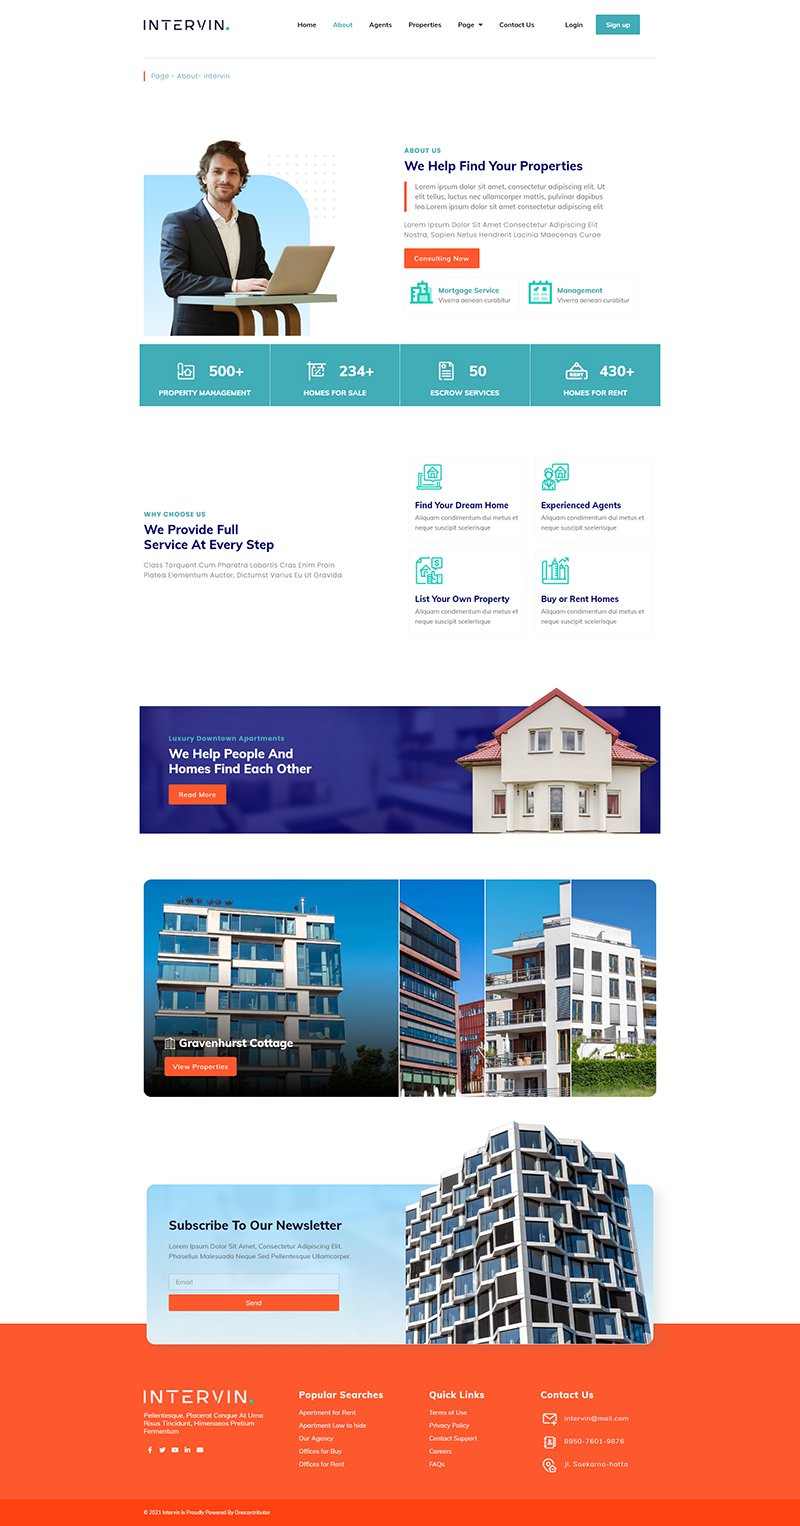 INTERVIN.
Home About Agents Properties Page Contact Us Login Sign up
Page - About- Intervin
ABOUT US
We Help Find Your Properties
Lorem ipsum dolor sit amet, consectetur adipiscing elit. Ut
elit tellus, luctus nec ullamcorper mattis, pulvinar dapibus
leo.Lorem ipsum dolor sit amet consectetur adipiscing elit
Lorem Ipsum Dolor Sit Amet Consectetur Adipiscing Elit
Nostra, Sapien Netus Hendrerit Lacinia Maecenas Curae
Consulting Now
Mortgage Service
Viverra aenean curabitur
Management
Viverra aenean curabitur
500+
PROPERTY MANAGEMENT
234+
HOMES FOR SALE
50
ESCROW SERVICES
RENT
430+
HOMES FOR RENT
WHY CHOOSE US
We Provide Full
Service At Every Step
Class Torquent Cum Pharetra Lobortis Cras Enim Proin
Platea Elementum Auctor, Dictumst Varius Eu Ut Gravida
Find Your Dream Home
Aliquam condimentum dui metus et
neque suscipit scelerisque
Experienced Agents
Aliquam condimentum dui metus et
neque suscipit scelerisque
List Your Own Property
Aliquam condimentum dui metus et
neque suscipit scelerisque
Buy or Rent Homes
Aliquam condimentum dui metus et
neque suscipit scelerisque
Luxury Downtown Apartments
We Help People And
Homes Find Each Other
Read More
Gravenhurst Cottage
View Properties
Subscribe To Our Newsletter
Lorem Ipsum Dolor Sit Amet, Consectetur Adipiscing Elit.
Phasellus Malesuada Neque Sed Pellentesque Ullamcorper.
Email
Send
INTERVIN.
Pellentesque, Placerat Congue At Urna
Risus Tincidunt, Himenaeos Pretium
Fermentum
Popular Searches
Apartment for Rent
Apartment Low to hide
Our Agency
Offices for Buy
Offices for Rent
Quick Links
Terms of Use
Privacy Policy
Contact Support
Careers
FAQs
Contact Us
intervin@mail.com
8950-7601-9876
Jl. Soekarno-hatta
© 2021 Intervin Is Proudly Powered By Onecontributor